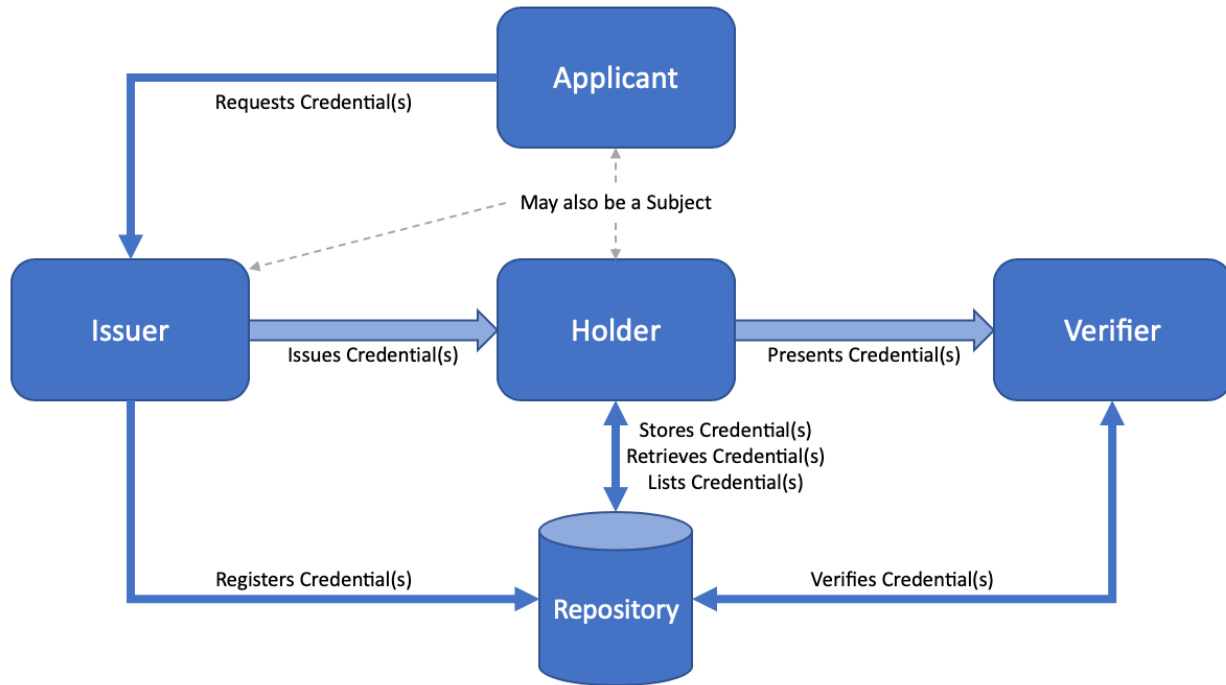 Applicant
Requests Credential(s)
May also be a Subject
Issuer
Holder
Verifier
Issues Credential(s)
Presents Credential(s)
Stores Credential(s)
Retrieves Credential(s)
Lists Credential(s)
Registers Credential(s)
Verifies Credential(s)
Repository